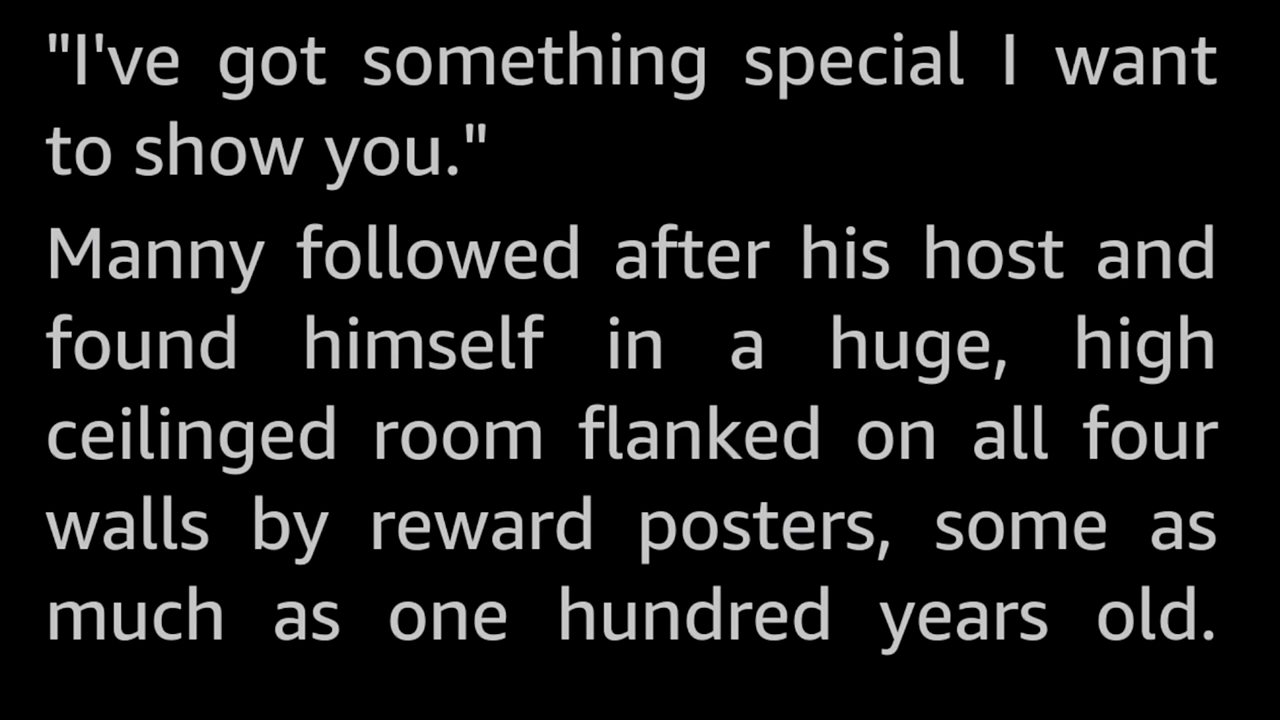 "I've got something special I want
to show you."
Manny followed after his host and
found himself in a huge, high
ceilinged room flanked on all four
walls by reward posters, some as
much as one hundred years old.